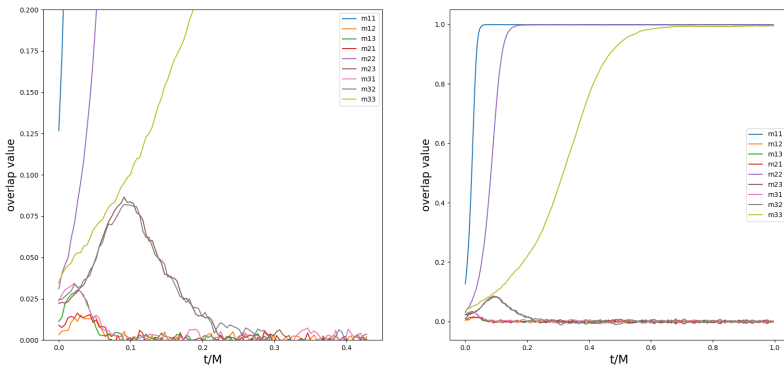 0.200
0.175
0.150
0.125
0.100
0.075
0.050
0.025
0.000
0.0
0.1
0.2
0.3
0.4
overlap value
t/M
m11
m12
m13
m21
m22
m23
m31
m32
m33
1.0
0.8
0.6
0.4
0.2
0.0
0.0
0.2
0.4
0.6
0.8
1.0
overlap value
t/M
m11
m12
m13
m21
m22
m23
m31
m32
m33